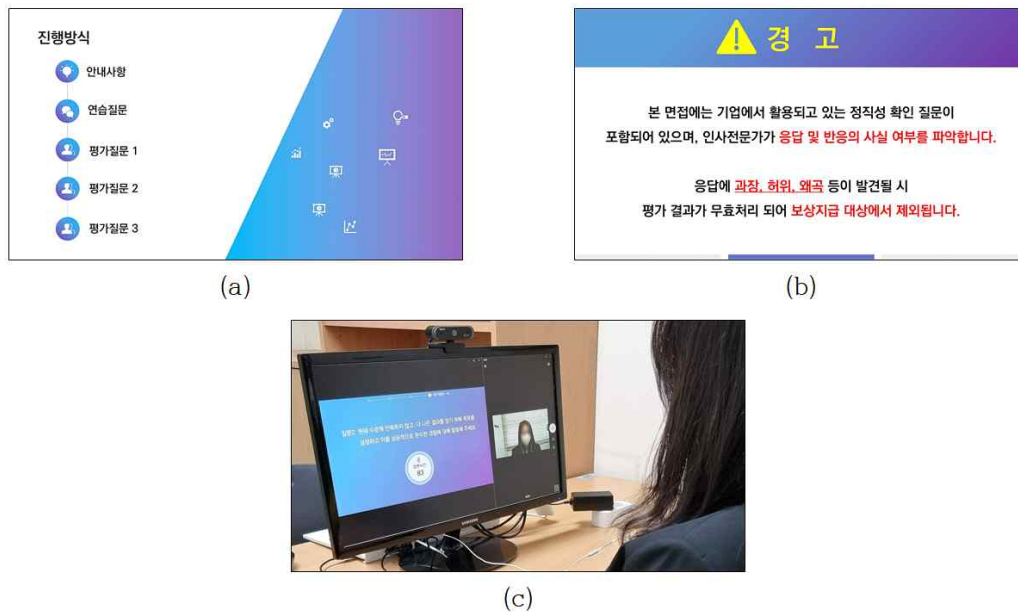 진행방식
안내사항
연습질문
평가질문 1
평가질문 2
평가질문 3
(a)
경 고
본 면접에는 기업에서 활용되고 있는 정직성 확인 질문이
포함되어 있으며, 인사전문가가 응답 및 반응의 사실 여부를 파악합니다.
응답에 과장, 허위, 왜곡 등이 발견될 시
평가 결과가 무효처리 되어 보상지급 대상에서 제외됩니다.
(b)
83
SAMSUNG
(c)